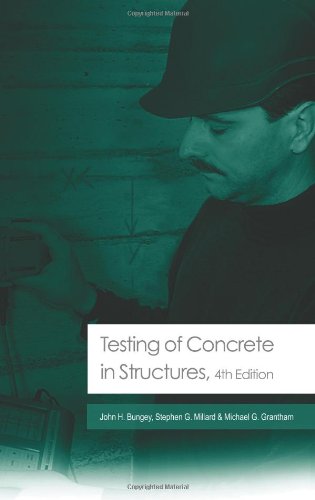 Testing of Concrete
in Structures, 4th Edition
John H. Bungey, Stephen G. Millard & Michael G. Grantham